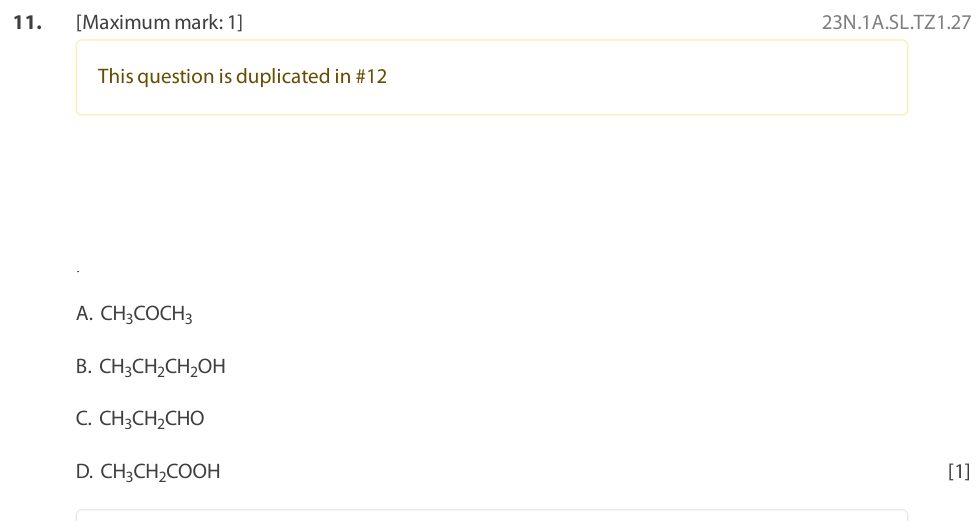 11. [Maximum mark: 1] 23N.1A.SL.TZ1.27
This question is duplicated in #12
.
A. CH₃COCH₃
B. CH₃CH₂CH₂OH
C. CH₃CH₂CHO
D. CH₃CH₂COOH [1]